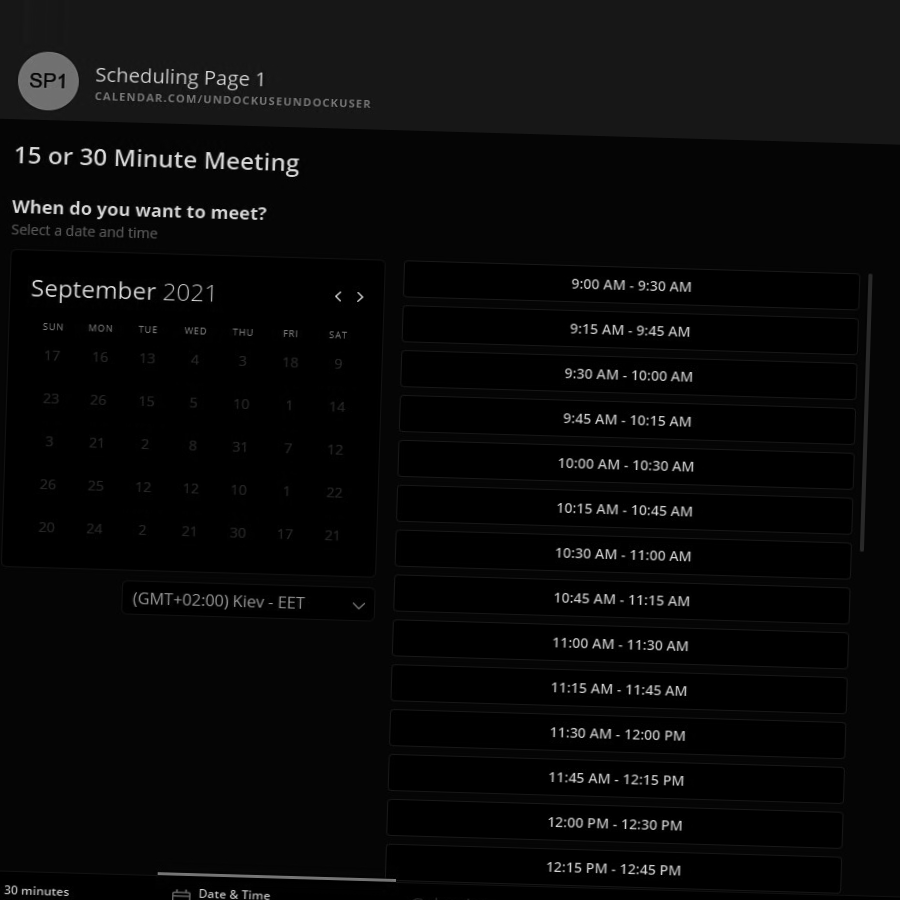 SP1
Scheduling Page 1
CALENDAR.COM/UNDOCKUSEUNDOCKUSER
15 or 30 Minute Meeting
When do you want to meet?
Select a date and time
September 2021
SUN MON TUE WED THU FRI SAT
17 16 13 4 3 18 9
23 26 15 5 10 1 14
3 21 2 8 31 7 12
26 25 12 12 10 1 22
20 24 2 21 30 17 21
(GMT+02:00) Kiev - EET
9:00 AM - 9:30 AM
9:15 AM - 9:45 AM
9:30 AM - 10:00 AM
9:45 AM - 10:15 AM
10:00 AM - 10:30 AM
10:15 AM - 10:45 AM
10:30 AM - 11:00 AM
10:45 AM - 11:15 AM
11:00 AM - 11:30 AM
11:15 AM - 11:45 AM
11:30 AM - 12:00 PM
11:45 AM - 12:15 PM
12:00 PM - 12:30 PM
12:15 PM - 12:45 PM
30 minutes
Date & Time